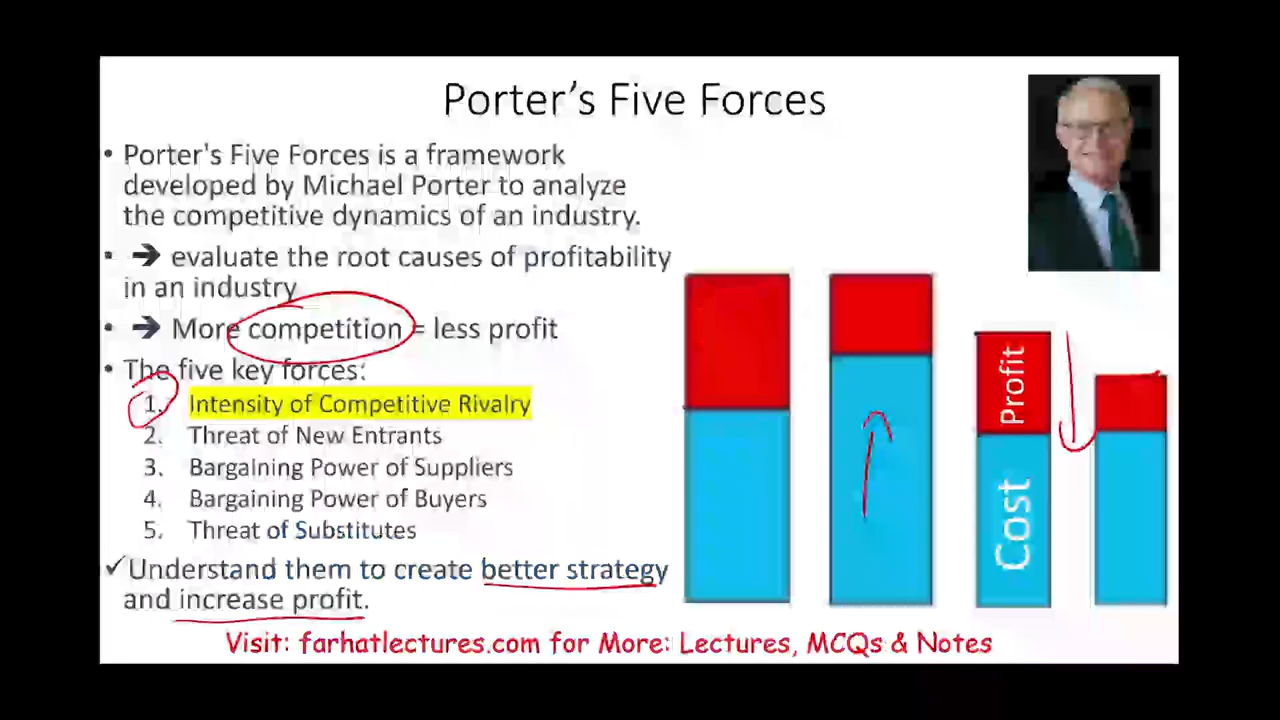 Porter's Five Forces
• Porter's Five Forces is a framework
developed by Michael Porter to analyze
the competitive dynamics of an industry.
• ➔ evaluate the root causes of profitability
in an industry
• ➔ More competition = less profit
• The five key forces:
1. Intensity of Competitive Rivalry
2. Threat of New Entrants
3. Bargaining Power of Suppliers
4. Bargaining Power of Buyers
5. Threat of Substitutes
✓Understand them to create better strategy
and increase profit.
Profit
Cost
Visit: farhatlectures.com for More: Lectures, MCQs & Notes